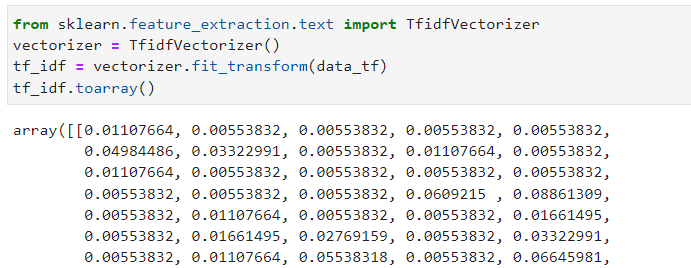 from sklearn.feature_extraction.text import TfidfVectorizer
vectorizer = TfidfVectorizer()
tf_idf = vectorizer.fit_transform(data_tf)
tf_idf.toarray()
array([[0.01107664, 0.00553832, 0.00553832, 0.00553832, 0.00553832,
0.04984486, 0.03322991, 0.00553832, 0.01107664, 0.00553832,
0.01107664, 0.00553832, 0.00553832, 0.00553832, 0.00553832,
0.00553832, 0.00553832, 0.00553832, 0.0609215 , 0.08861309,
0.00553832, 0.01107664, 0.00553832, 0.00553832, 0.01661495,
0.00553832, 0.01661495, 0.02769159, 0.00553832, 0.03322991,
0.00553832, 0.01107664, 0.05538318, 0.00553832, 0.06645981,